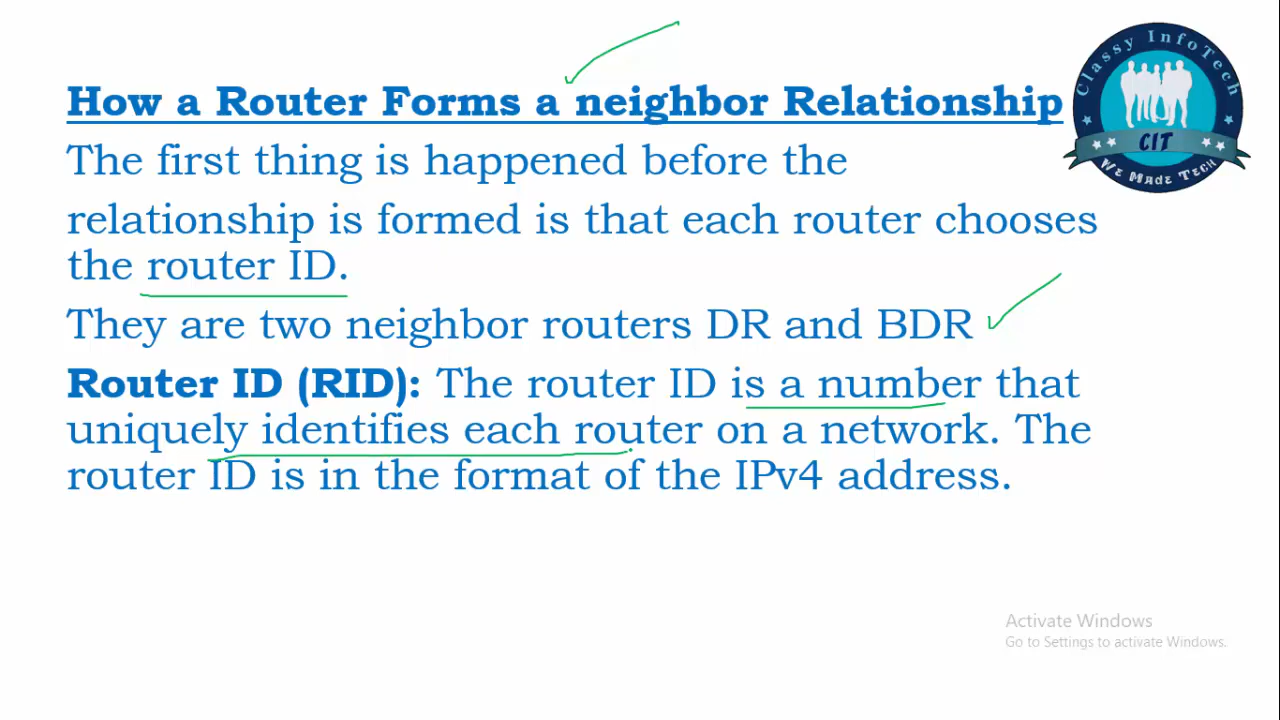 How a Router Forms a neighbor Relationship
The first thing is happened before the
relationship is formed is that each router chooses
the router ID.
They are two neighbor routers DR and BDR
Router ID (RID): The router ID is a number that
uniquely identifies each router on a network. The
router ID is in the format of the IPv4 address.
Classy InfoTech
CIT
We Made Tech
Activate Windows
Go to Settings to activate Windows.